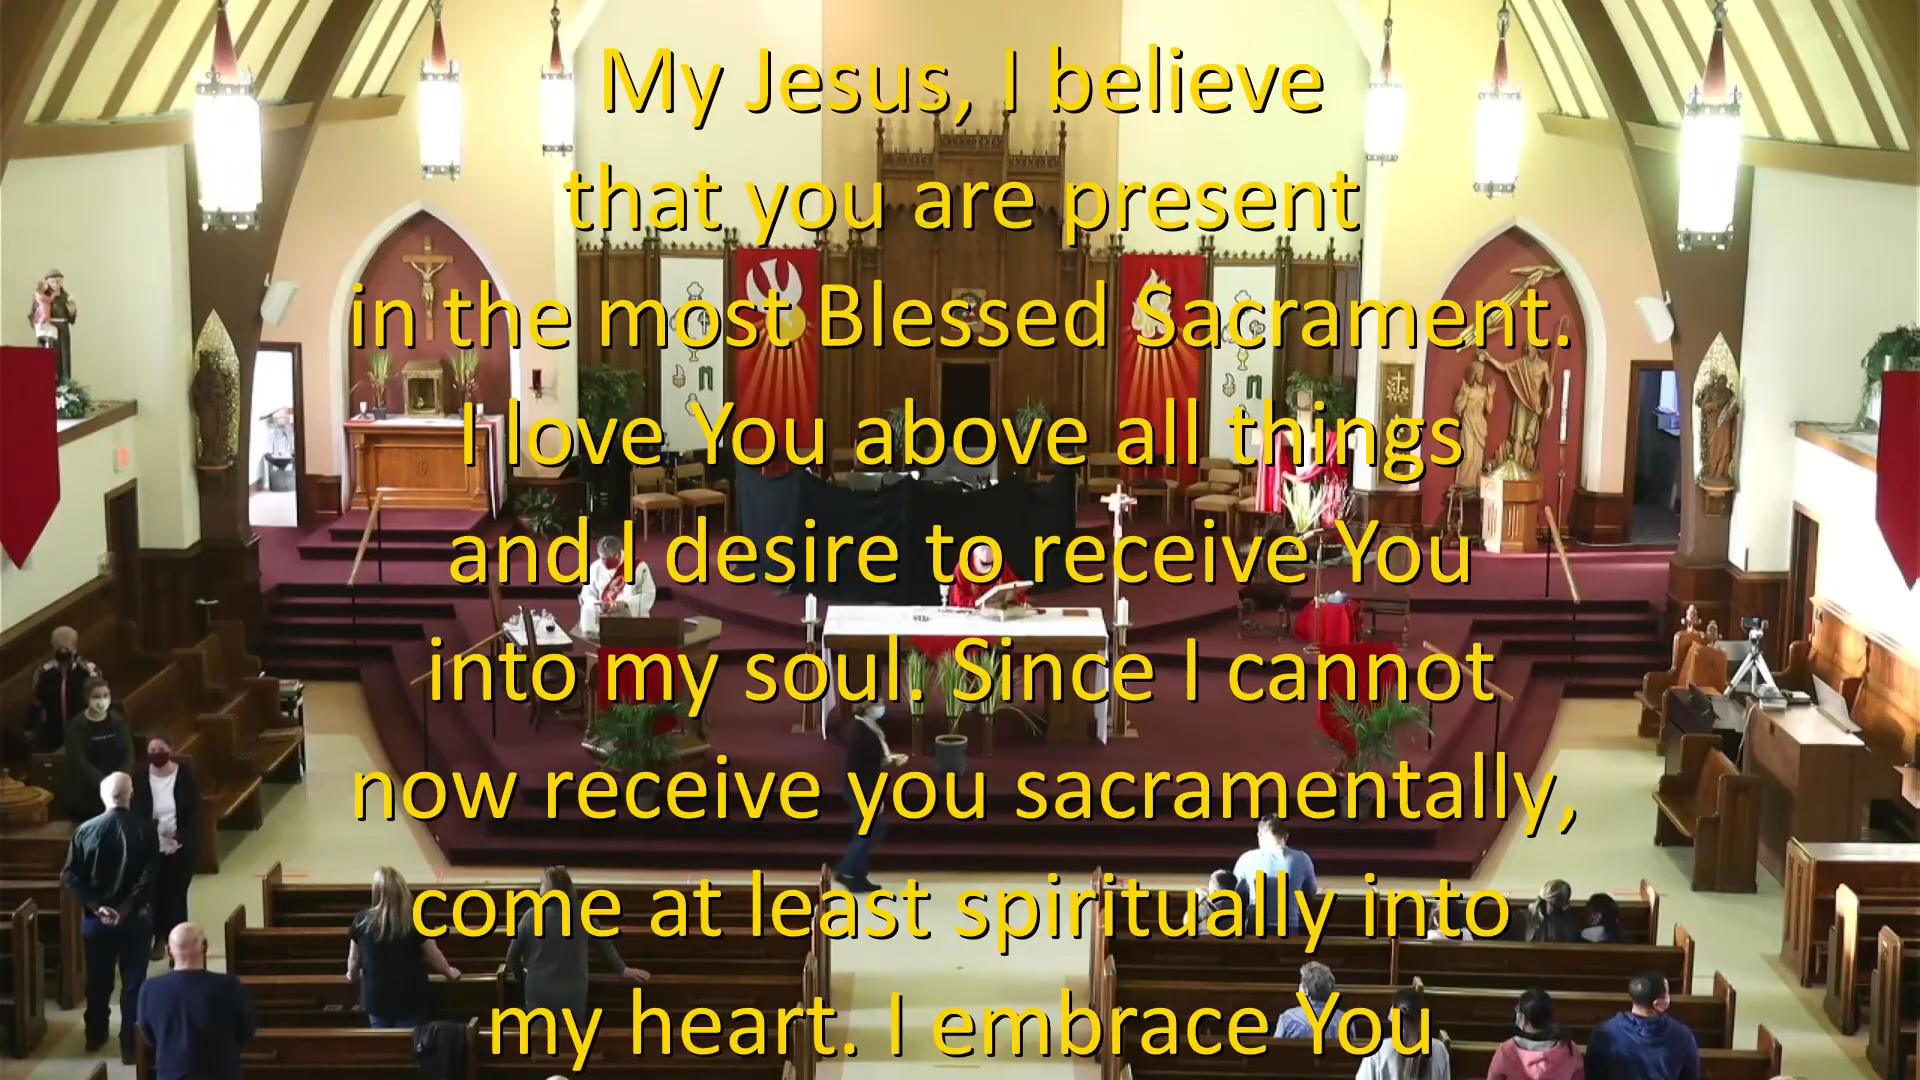 My Jesus, I believe
that you are present
in the most Blessed Sacrament.
I love You above all things
and I desire to receive You
into my soul. Since I cannot
now receive you sacramentally,
come at least spiritually into
my heart. I embrace You